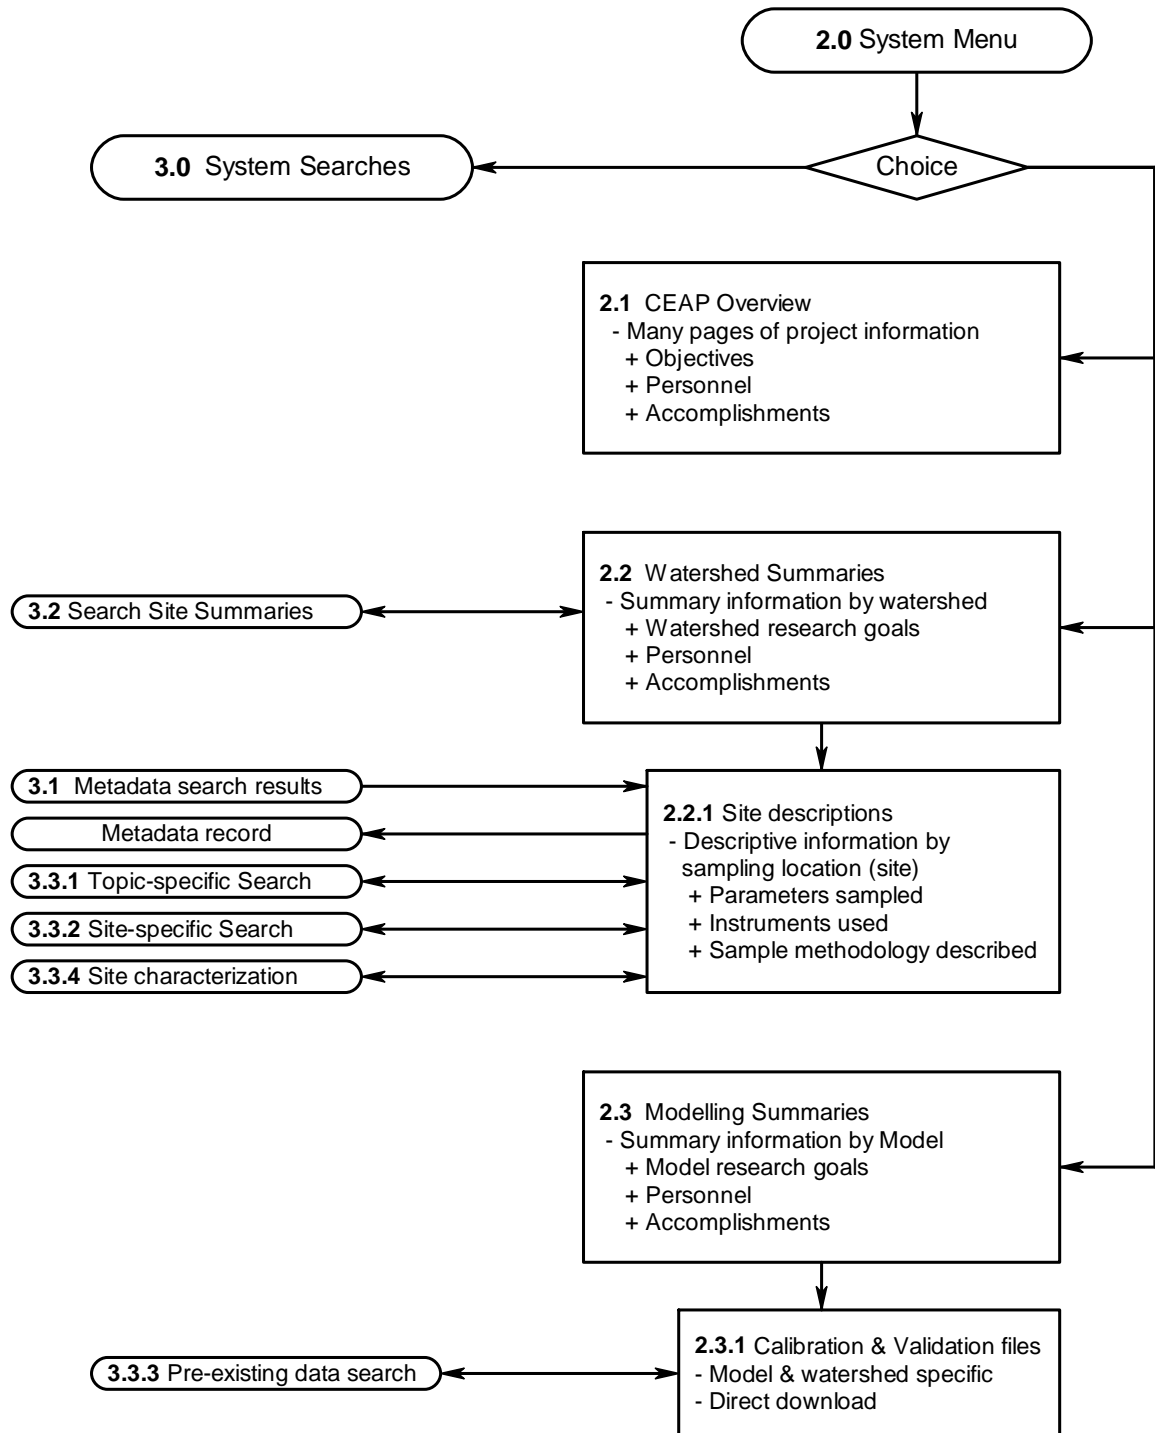 2.0 System Menu
Choice
3.0 System Searches
2.1 CEAP Overview
- Many pages of project information
+ Objectives
+ Personnel
+ Accomplishments
2.2 Watershed Summaries
- Summary information by watershed
+ Watershed research goals
+ Personnel
+ Accomplishments
3.2 Search Site Summaries
3.1 Metadata search results
Metadata record
3.3.1 Topic-specific Search
3.3.2 Site-specific Search
3.3.4 Site characterization
2.2.1 Site descriptions
- Descriptive information by
sampling location (site)
+ Parameters sampled
+ Instruments used
+ Sample methodology described
2.3 Modelling Summaries
- Summary information by Model
+ Model research goals
+ Personnel
+ Accomplishments
2.3.1 Calibration & Validation files
- Model & watershed specific
- Direct download
3.3.3 Pre-existing data search